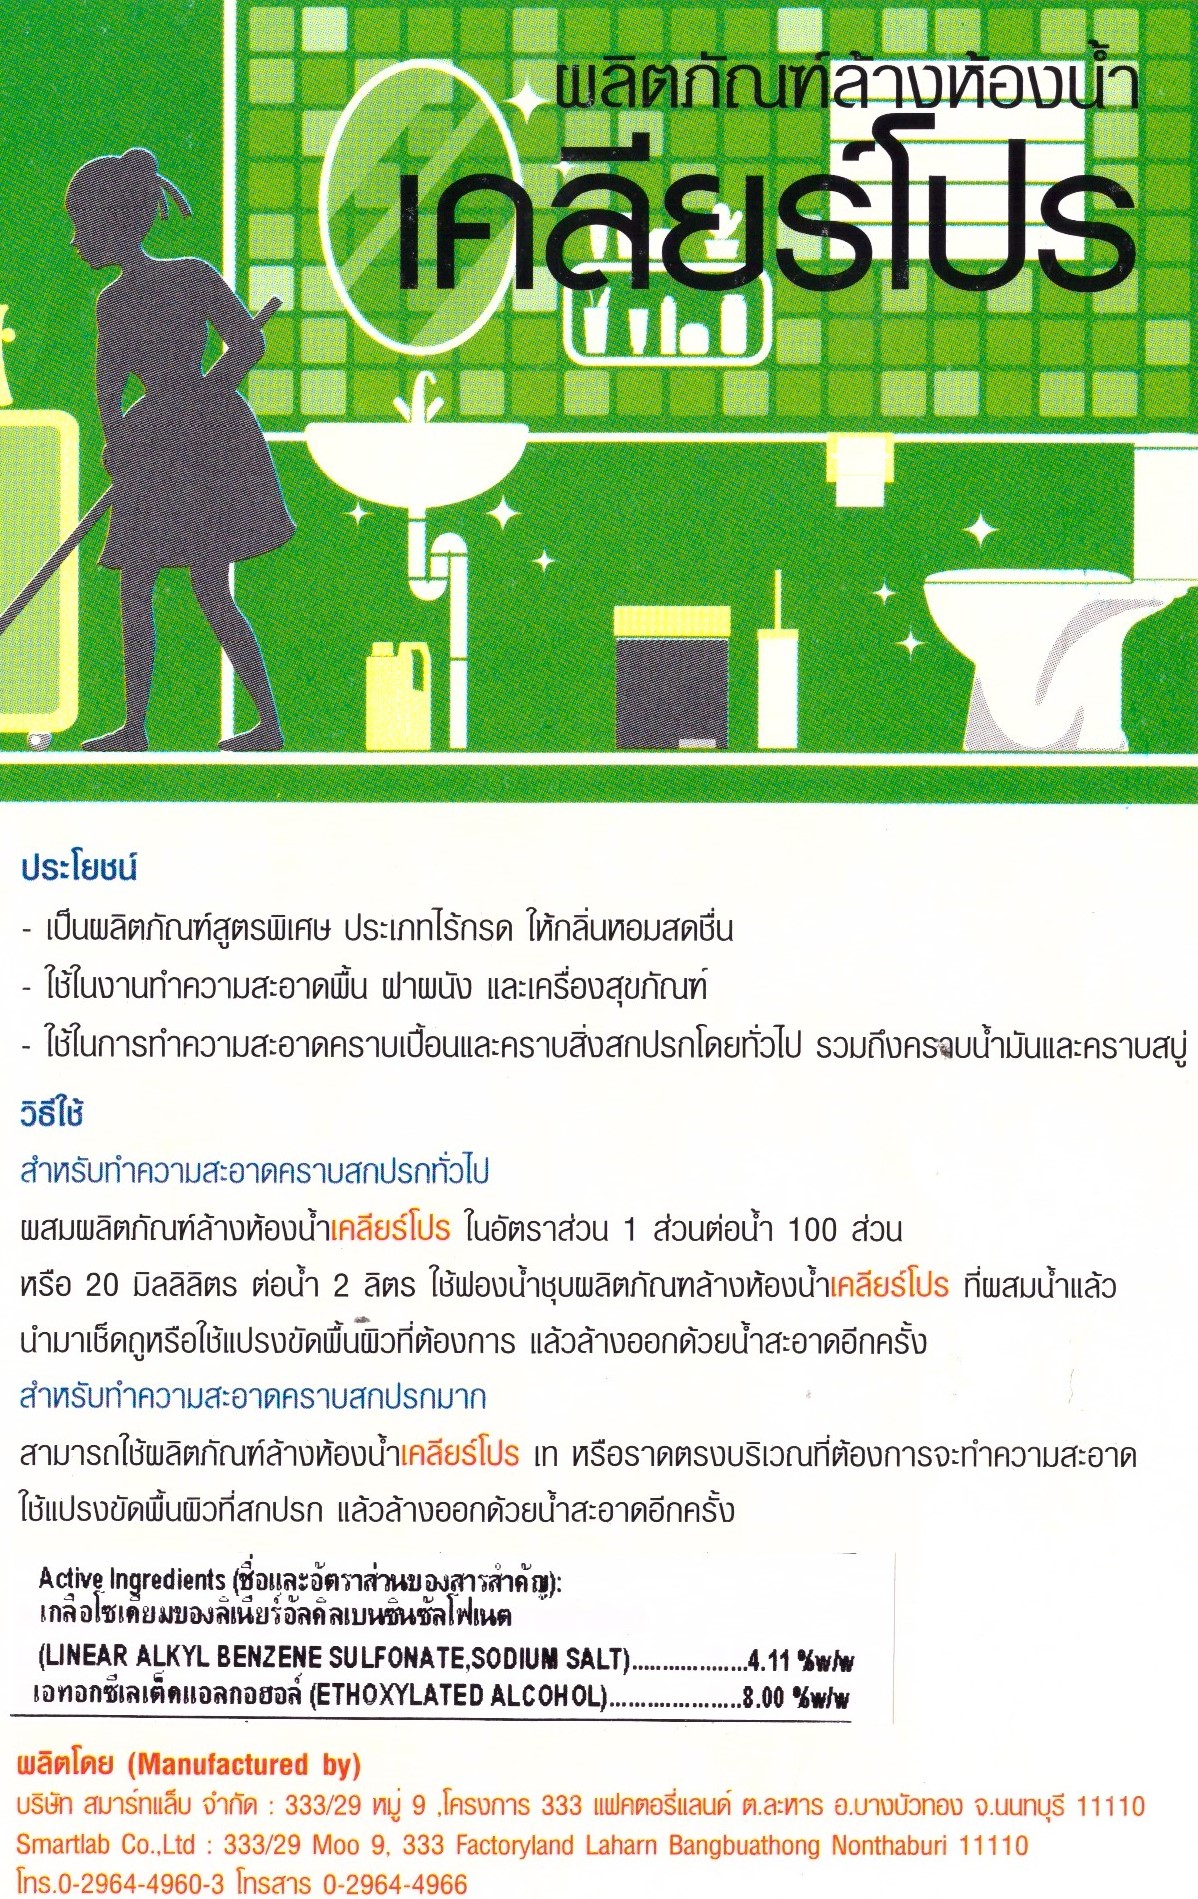 ผลิตภัณฑ์ล้างห้องน้ำ
เคลียร์โปร
ประโยชน์
- เป็นผลิตภัณฑ์สูตรพิเศษ ประเภทไร้กรด ให้กลิ่นหอมสดชื่น
- ใช้ในงานทำความสะอาดพื้น ฝาผนัง และเครื่องสุขภัณฑ์
- ใช้ในการทำความสะอาดคราบเปื้อนและคราบสิ่งสกปรกโดยทั่วไป รวมถึงคราบน้ำมันและคราบสบู่
วิธีใช้
สำหรับทำความสะอาดคราบสกปรกทั่วไป
ผสมผลิตภัณฑ์ล้างห้องน้ำเคลียร์โปร ในอัตราส่วน 1 ส่วนต่อน้ำ 100 ส่วน
หรือ 20 มิลลิลิตร ต่อน้ำ 2 ลิตร ใช้ฟองน้ำชุบผลิตภัณฑล้างห้องน้ำเคลียร์โปร ที่ผสมน้ำแล้ว
นำมาเช็ดถูหรือใช้แปรงขัดพื้นผิวที่ต้องการ แล้วล้างออกด้วยน้ำสะอาดอีกครั้ง
สำหรับทำความสะอาดคราบสกปรกมาก
สามารถใช้ผลิตภัณฑ์ล้างห้องน้ำเคลียร์โปร เท หรือราดตรงบริเวณที่ต้องการจะทำความสะอาด
ใช้แปรงขัดพื้นผิวที่สกปรก แล้วล้างออกด้วยน้ำสะอาดอีกครั้ง
Active Ingredients (ชื่อและอัตราส่วนของสารสำคัญ):
เกลือโซเดียมของลิเนียร์อัลคิลเบนซินซัลโฟเนต
(LINEAR ALKYL BENZENE SULFONATE,SODIUM SALT)...................4.11 %w/w
เอทอกซีเลเต็ดแอลกอฮอล์ (ETHOXYLATED ALCOHOL)......................8.00 %w/w
ผลิตโดย (Manufactured by)
บริษัท สมาร์ทแล็บ จำกัด : 333/29 หมู่ 9 ,โครงการ 333 แฟคตอรี่แลนด์ ต.ละหาร อ.บางบัวทอง จ.นนทบุรี 11110
Smartlab Co.,Ltd : 333/29 Moo 9, 333 Factoryland Laharn Bangbuathong Nonthaburi 11110
โทร.0-2964-4960-3 โทรสาร 0-2964-4966